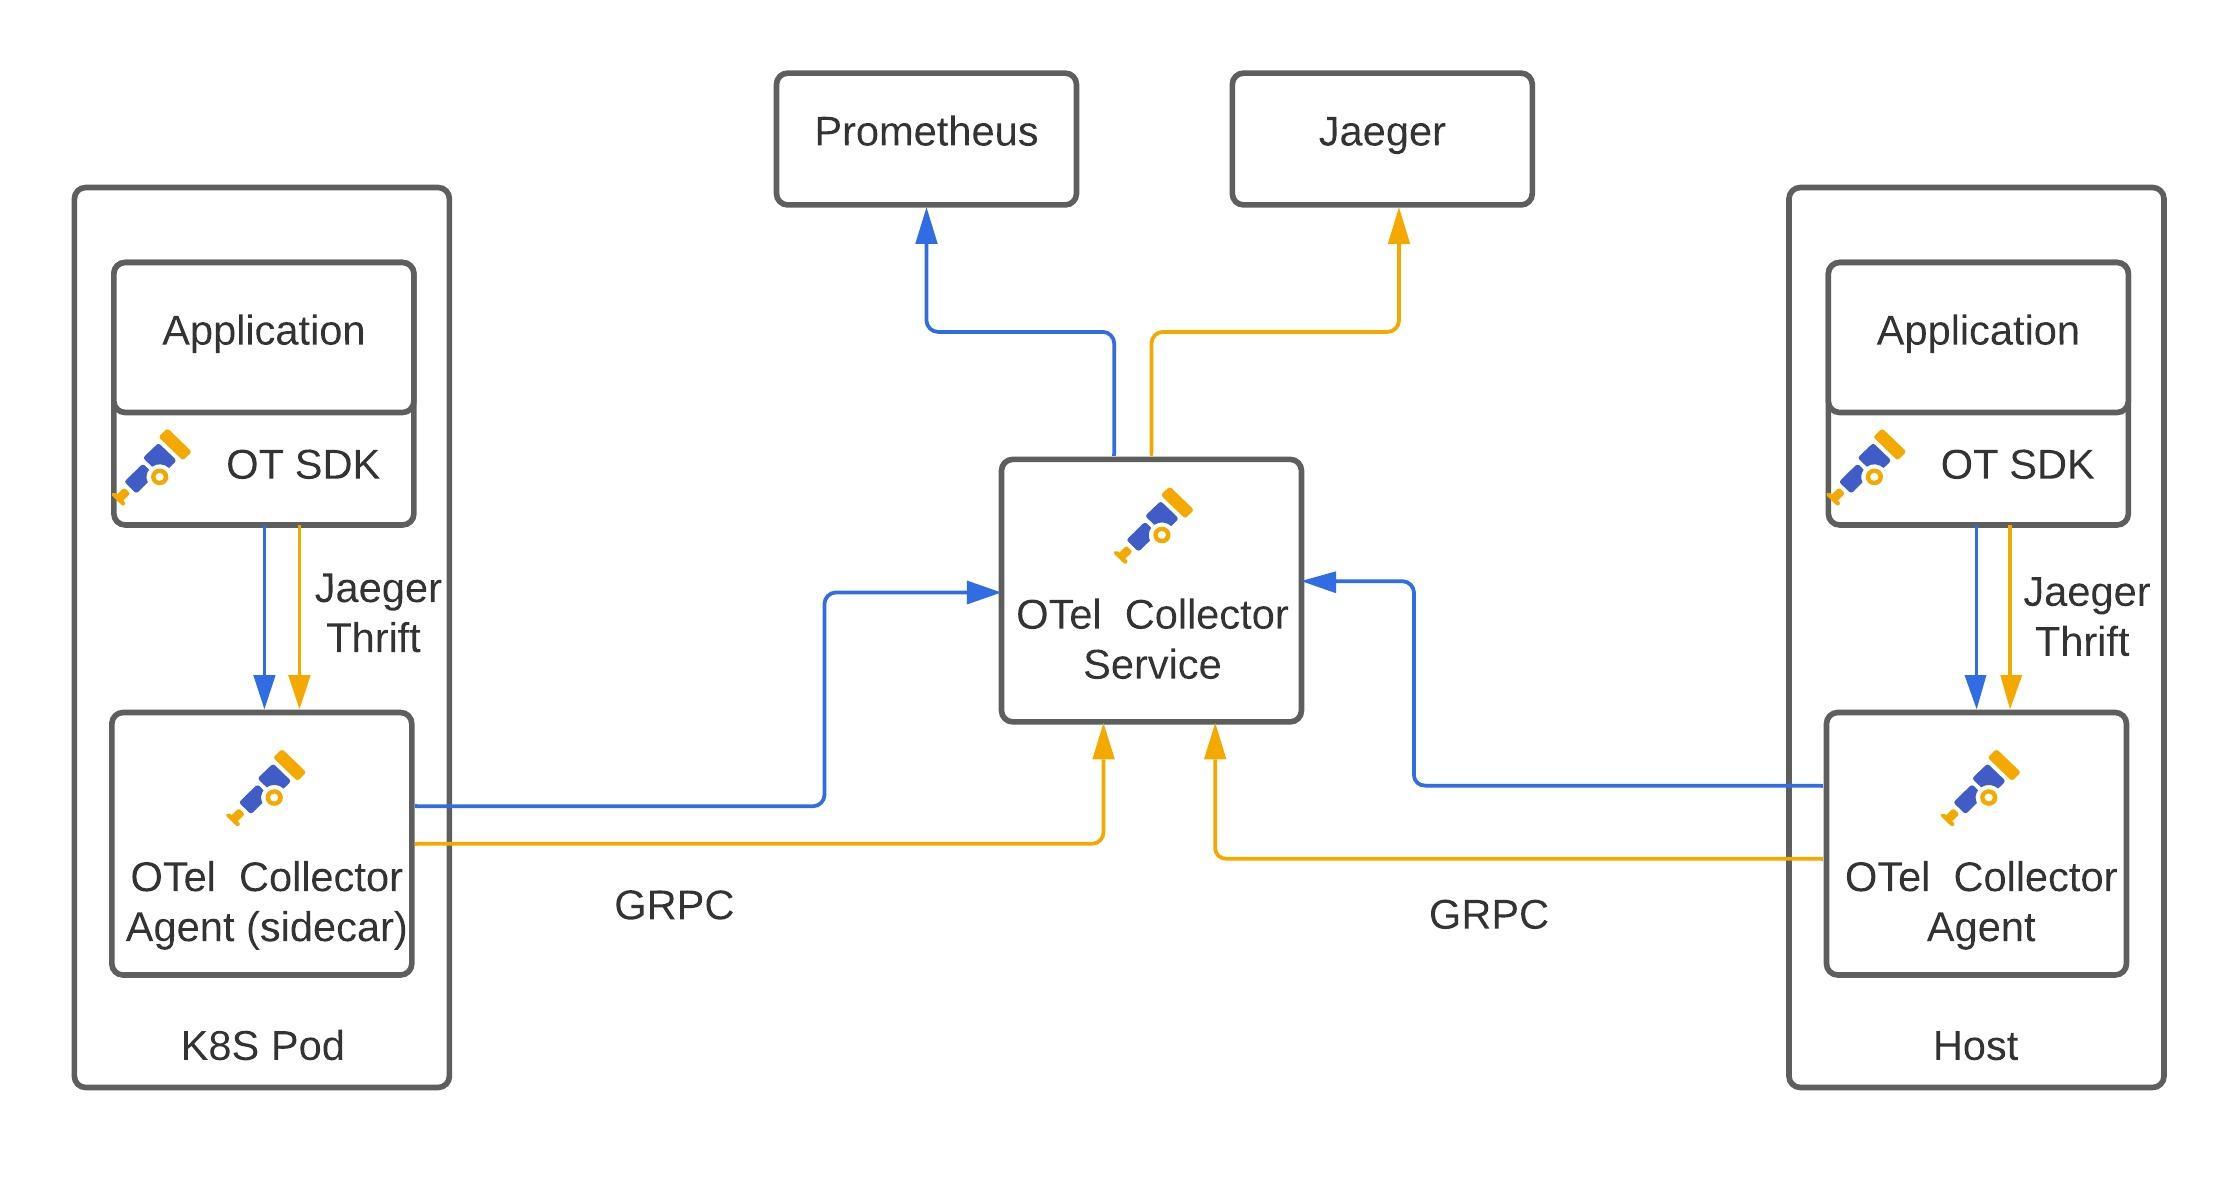 Prometheus
Jaeger
Application
OT SDK
Jaeger
Thrift
OTel  Collector
Agent (sidecar)
K8S Pod
GRPC
OTel  Collector
Service
GRPC
Application
OT SDK
Jaeger
Thrift
OTel  Collector
Agent
Host